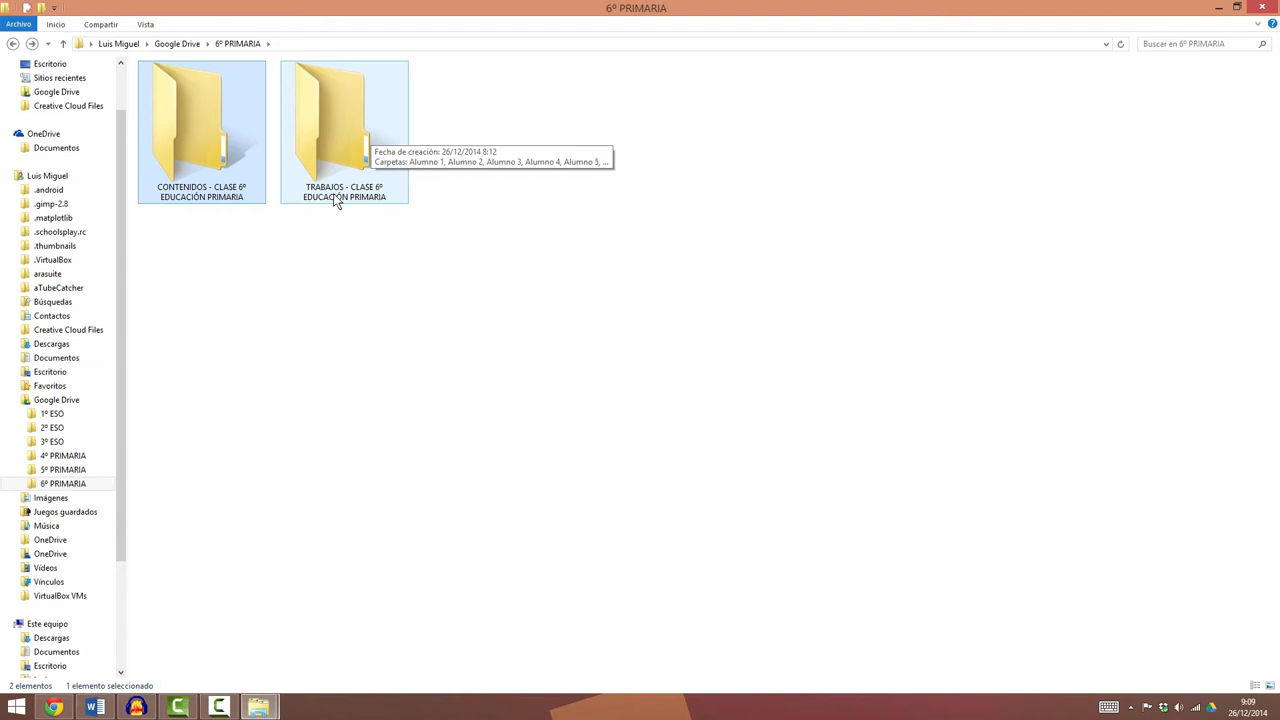 6º PRIMARIA
Archivo
Inicio
Compartir
Vista
Luis Miguel
Google Drive
6º PRIMARIA
Buscar en 6º PRIMARIA
Escritorio
Sitios recientes
Google Drive
Creative Cloud Files
OneDrive
Documentos
Luis Miguel
.android
.gimp-2.8
.matplotlib
.schoolsplay.rc
.thumbnails
.VirtualBox
arasuite
aTubeCatcher
Búsquedas
Contactos
Creative Cloud Files
Descargas
Documentos
Escritorio
Favoritos
Google Drive
1º ESO
2º ESO
3º ESO
4º PRIMARIA
5º PRIMARIA
6º PRIMARIA
Imágenes
Juegos guardados
Música
OneDrive
OneDrive
Vídeos
Vínculos
VirtualBox VMs
Este equipo
Descargas
Documentos
Escritorio
CONTENIDOS - CLASE 6º
EDUCACIÓN PRIMARIA
TRABAJOS - CLASE 6º
EDUCACIÓN PRIMARIA
Fecha de creación: 26/12/2014 8:12
Carpetas: Alumno 1, Alumno 2, Alumno 3, Alumno 4, Alumno 5, ...
2 elementos
1 elemento seleccionado
9:09
26/12/2014